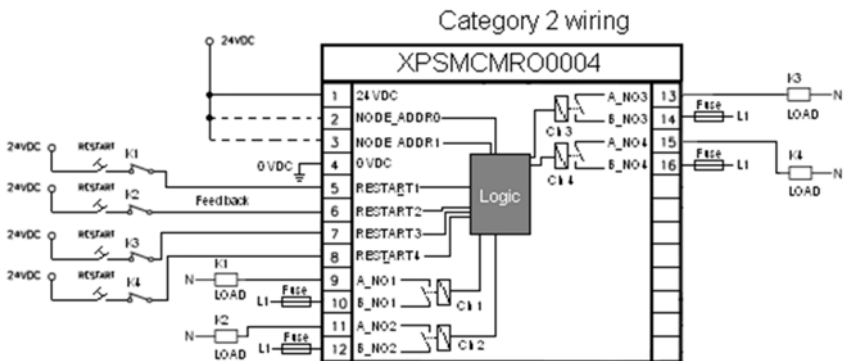 Category 2 wiring
XPSMCMRO0004
24VDC
1 24 VDC
2 NODE_ADDR0
3 NODE ADDR1
4 0 VDC
5 RESTART1
6 RESTART2
7 RESTART3
8 RESTART4
9 A_NO1
10 B_NO1
11 A_NO2
12 B_NO2
Ch 1
Ch 2
Logic
Ch 3
Ch 4
A_NO3 13
B_NO3 14
A_NO4 15
B_NO4 16
0 VDC
24VDC RESTART K1
24VDC RESTART K2
Feedback
24VDC RESTART K3
24VDC RESTART K4
K1
N LOAD
L1 Fuse
K2
N LOAD
L1 Fuse
K3
LOAD N
Fuse L1
K4
LOAD N
Fuse L1